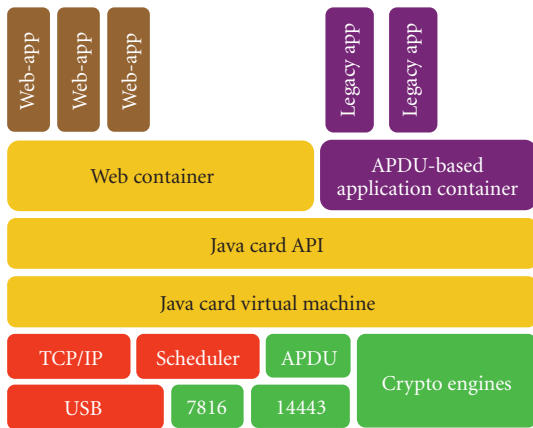 Web-app
Web-app
Web-app
Legacy app
Legacy app
Web container
APDU-based
application container
Java card API
Java card virtual machine
TCP/IP
Scheduler
APDU
Crypto engines
USB
7816
14443